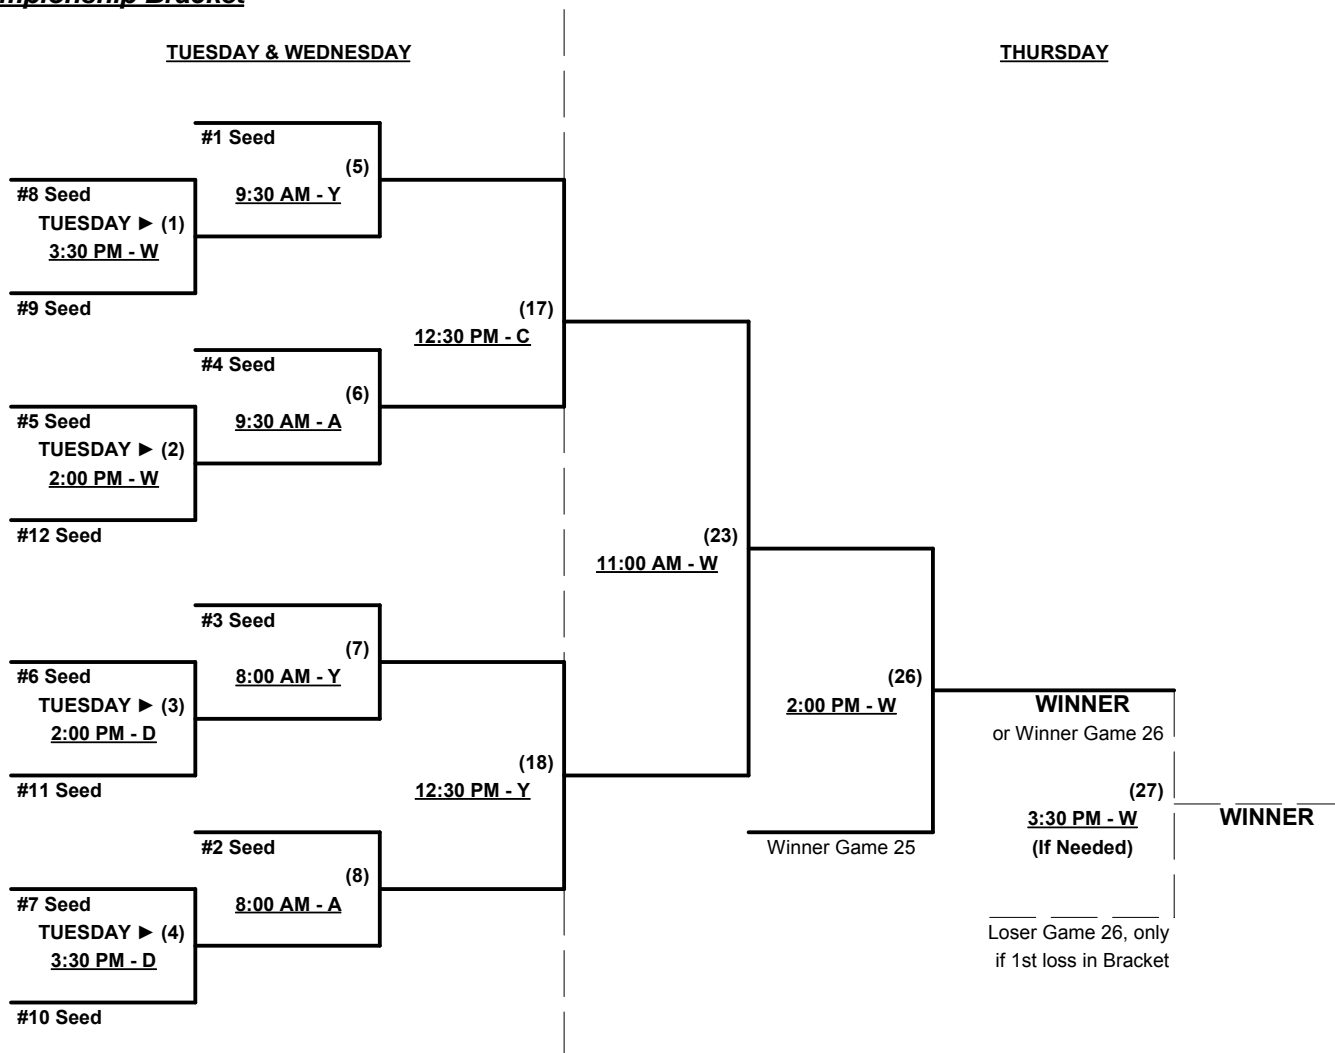 TUESDAY & WEDNESDAY
THURSDAY
#1 Seed
(5)
9:30 AM - Y
#8 Seed
TUESDAY ► (1)
3:30 PM - W
#9 Seed
(17)
12:30 PM - C
#4 Seed
(6)
9:30 AM - A
#5 Seed
TUESDAY ► (2)
2:00 PM - W
#12 Seed
(23)
11:00 AM - W
#3 Seed
(7)
8:00 AM - Y
#6 Seed
TUESDAY ► (3)
2:00 PM - D
#11 Seed
(18)
12:30 PM - Y
#2 Seed
(8)
8:00 AM - A
#7 Seed
TUESDAY ► (4)
3:30 PM - D
#10 Seed
(26)
2:00 PM - W
Winner Game 25
WINNER
or Winner Game 26
(27)
3:30 PM - W
(If Needed)
WINNER
Loser Game 26, only
if 1st loss in Bracket